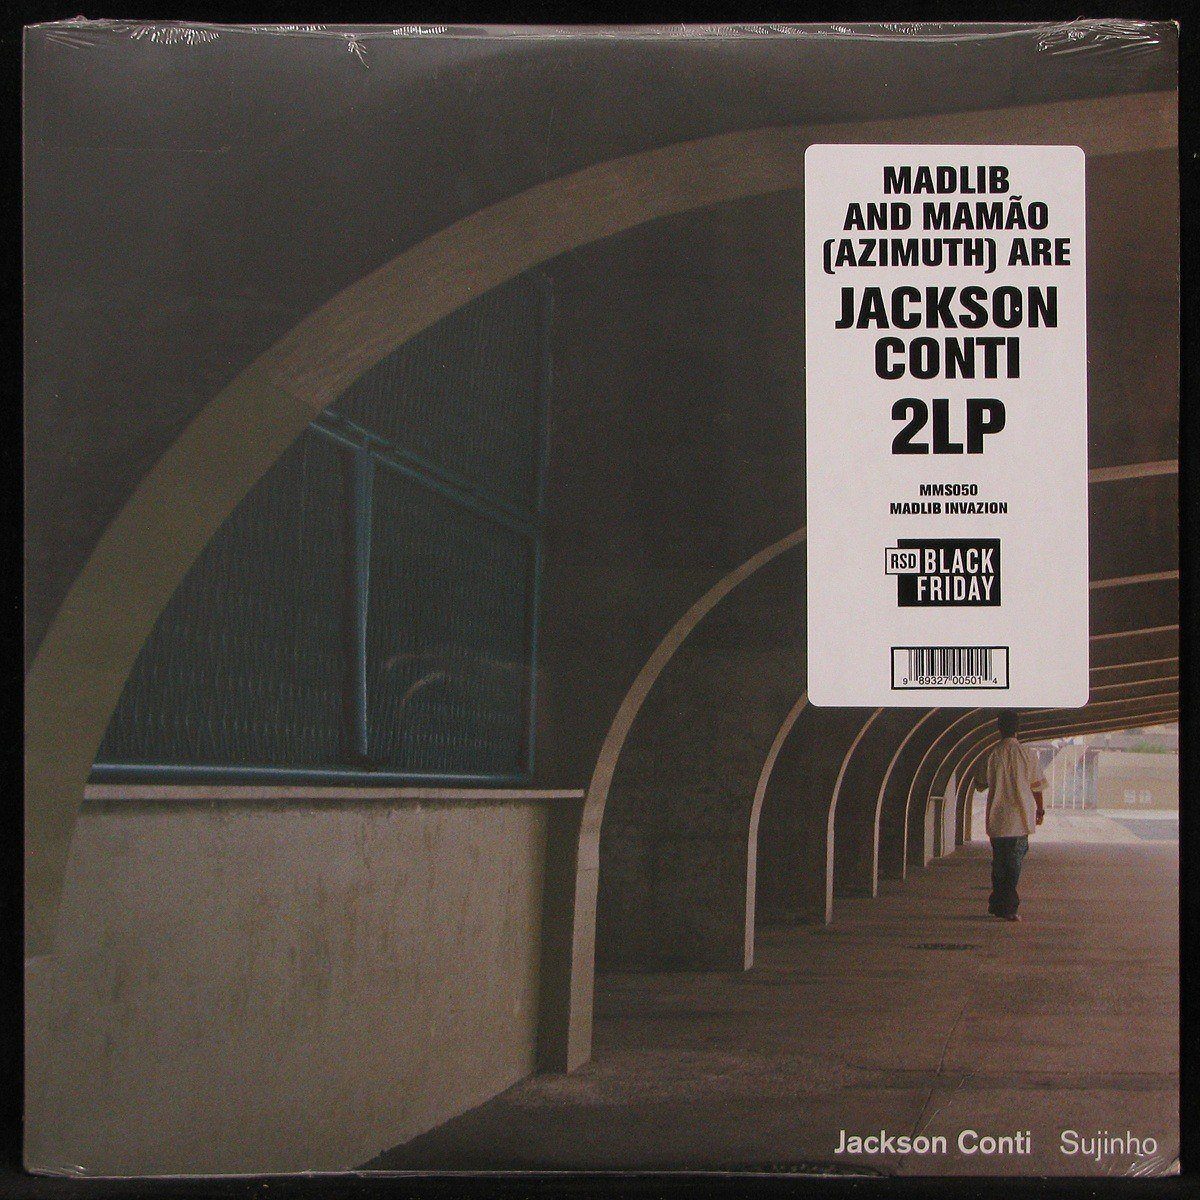 MADLIB
AND MAMÃO
(AZIMUTH) ARE
JACKSON
CONTI
2LP
MMS050
MADLIB INVAZION
RSD BLACK
FRIDAY
9 89327 00501 4
Jackson Conti Sujinho